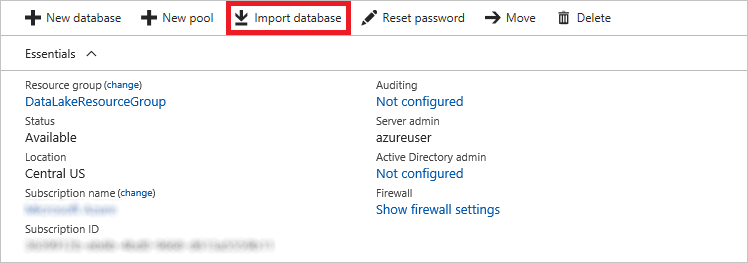 New database New pool Import database Reset password Move Delete
Essentials
Resource group (change)
DataLakeResourceGroup
Status
Available
Location
Central US
Subscription name (change)
Subscription ID
Auditing
Not configured
Server admin
azureuser
Active Directory admin
Not configured
Firewall
Show firewall settings